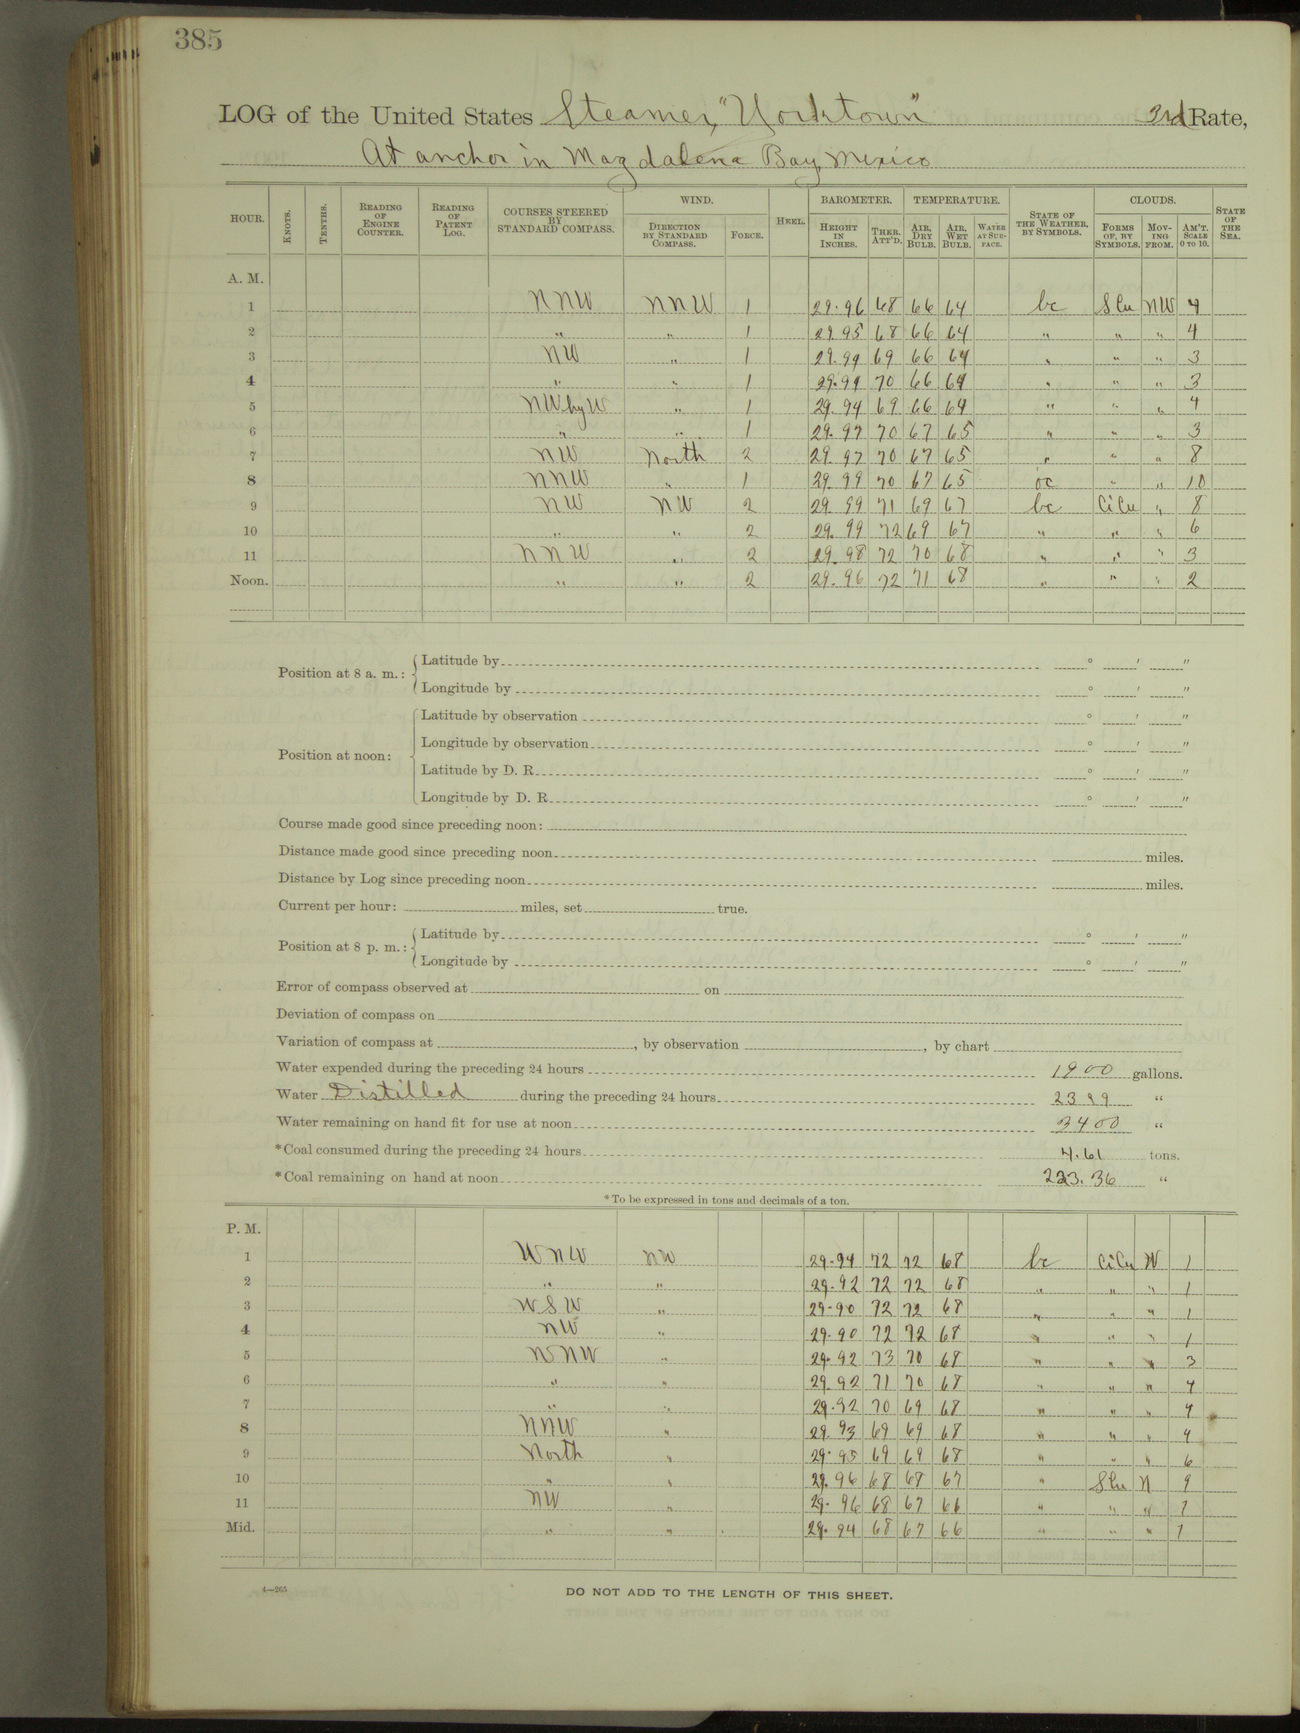 385
LOG of the United States Steamer, "Yorktown" 3rd Rate,
At anchor in Magdalena Bay, Mexico
HOUR. KNOTS. TENTHS. READING OF ENGINE COUNTER. READING OF PATENT LOG. COURSES STEERED BY STANDARD COMPASS. WIND. DIRECTION BY STANDARD COMPASS. FORCE. HEEL. BAROMETER. HEIGHT IN INCHES. THER. ATT'D. TEMPERATURE. AIR, DRY BULB. AIR, WET BULB. WATER AT SURFACE. STATE OF THE WEATHER, BY SYMBOLS. CLOUDS. FORMS OF, BY SYMBOLS. MOVING FROM. AM'T. SCALE 0 TO 10. STATE OF THE SEA.
A. M.
1 NNW NNW 1 29.96 68 66 64 bc SCu NW 4
2 " " 1 29.95 68 66 64 " " " 4
3 NW " 1 29.94 69 66 64 " " " 3
4 " " 1 29.94 70 66 64 " " " 3
5 NWbyW " 1 29.94 69 66 64 " " " 4
6 " " 1 29.97 70 67 65 " " " 3
7 NW North 2 29.97 70 67 65 " " " 8
8 NNW " 1 29.99 70 67 65 oc " " 10
9 NW NW 2 29.99 71 69 67 bc CiCu " 8
10 " " 2 29.99 72 69 67 " " " 6
11 NNW " 2 29.98 72 70 68 " " " 3
Noon. " " 2 29.96 72 71 68 " " " 2
Position at 8 a. m.: Latitude by ° ' "
Longitude by ° ' "
Position at noon: Latitude by observation ° ' "
Longitude by observation ° ' "
Latitude by D. R. ° ' "
Longitude by D. R. ° ' "
Course made good since preceding noon:
Distance made good since preceding noon miles.
Distance by Log since preceding noon miles.
Current per hour: miles, set true.
Position at 8 p. m.: Latitude by ° ' "
Longitude by ° ' "
Error of compass observed at on
Deviation of compass on
Variation of compass at , by observation , by chart
Water expended during the preceding 24 hours 1900 gallons.
Water Distilled during the preceding 24 hours "
Water remaining on hand fit for use at noon 3400 "
*Coal consumed during the preceding 24 hours 4.61 tons.
*Coal remaining on hand at noon 223.36 "
*To be expressed in tons and decimals of a ton.
P. M.
1 WNW NW 29.94 72 72 68 bc CiCu N 1
2 " " 29.92 72 72 68 " " " 1
3 WSW " 29.90 72 72 68 " " " 1
4 NW " 29.90 72 72 68 " " " 1
5 WNW " 29.92 73 70 68 " " " 3
6 " " 29.92 71 70 68 " " " 4
7 " " 29.92 70 69 68 " " " 4
8 NNW " 29.93 69 69 68 " " " 4
9 North " 29.95 69 69 68 " " " 6
10 " " 29.96 68 68 67 " SCu N 9
11 NW " 29.96 68 67 66 " " "
Mid. " " 29.94 68 67 66 " " "
4—265
DO NOT ADD TO THE LENGTH OF THIS SHEET.